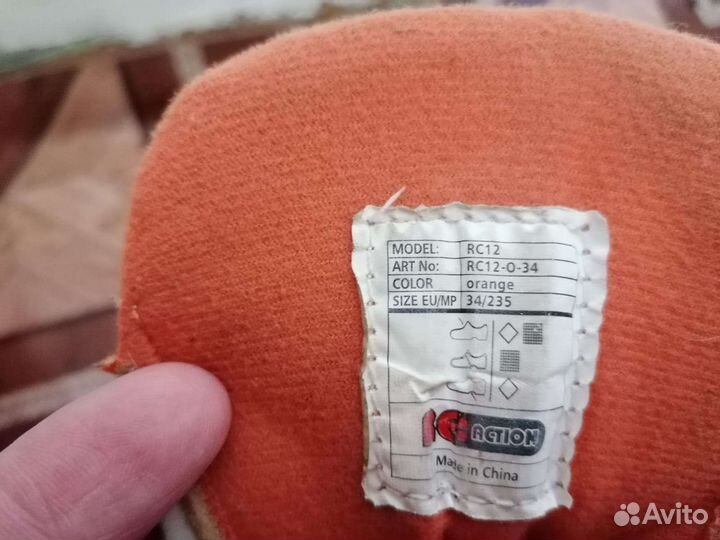 MODEL: RC12
ART No: RC12-O-34
COLOR orange
SIZE EU/MP 34/235
ACTION
Made in China
Avito